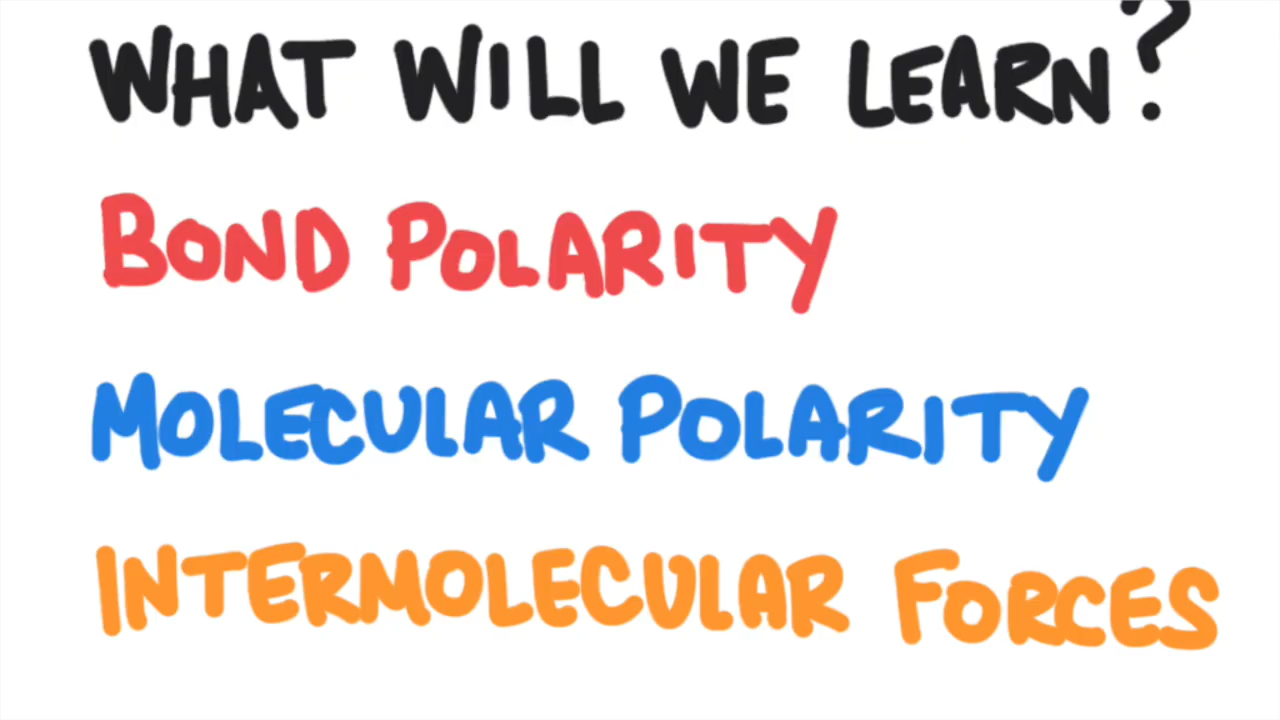 WHAT WILL WE LEARN?
BOND POLARITY
MOLECULAR POLARITY
INTERMOLECULAR FORCES